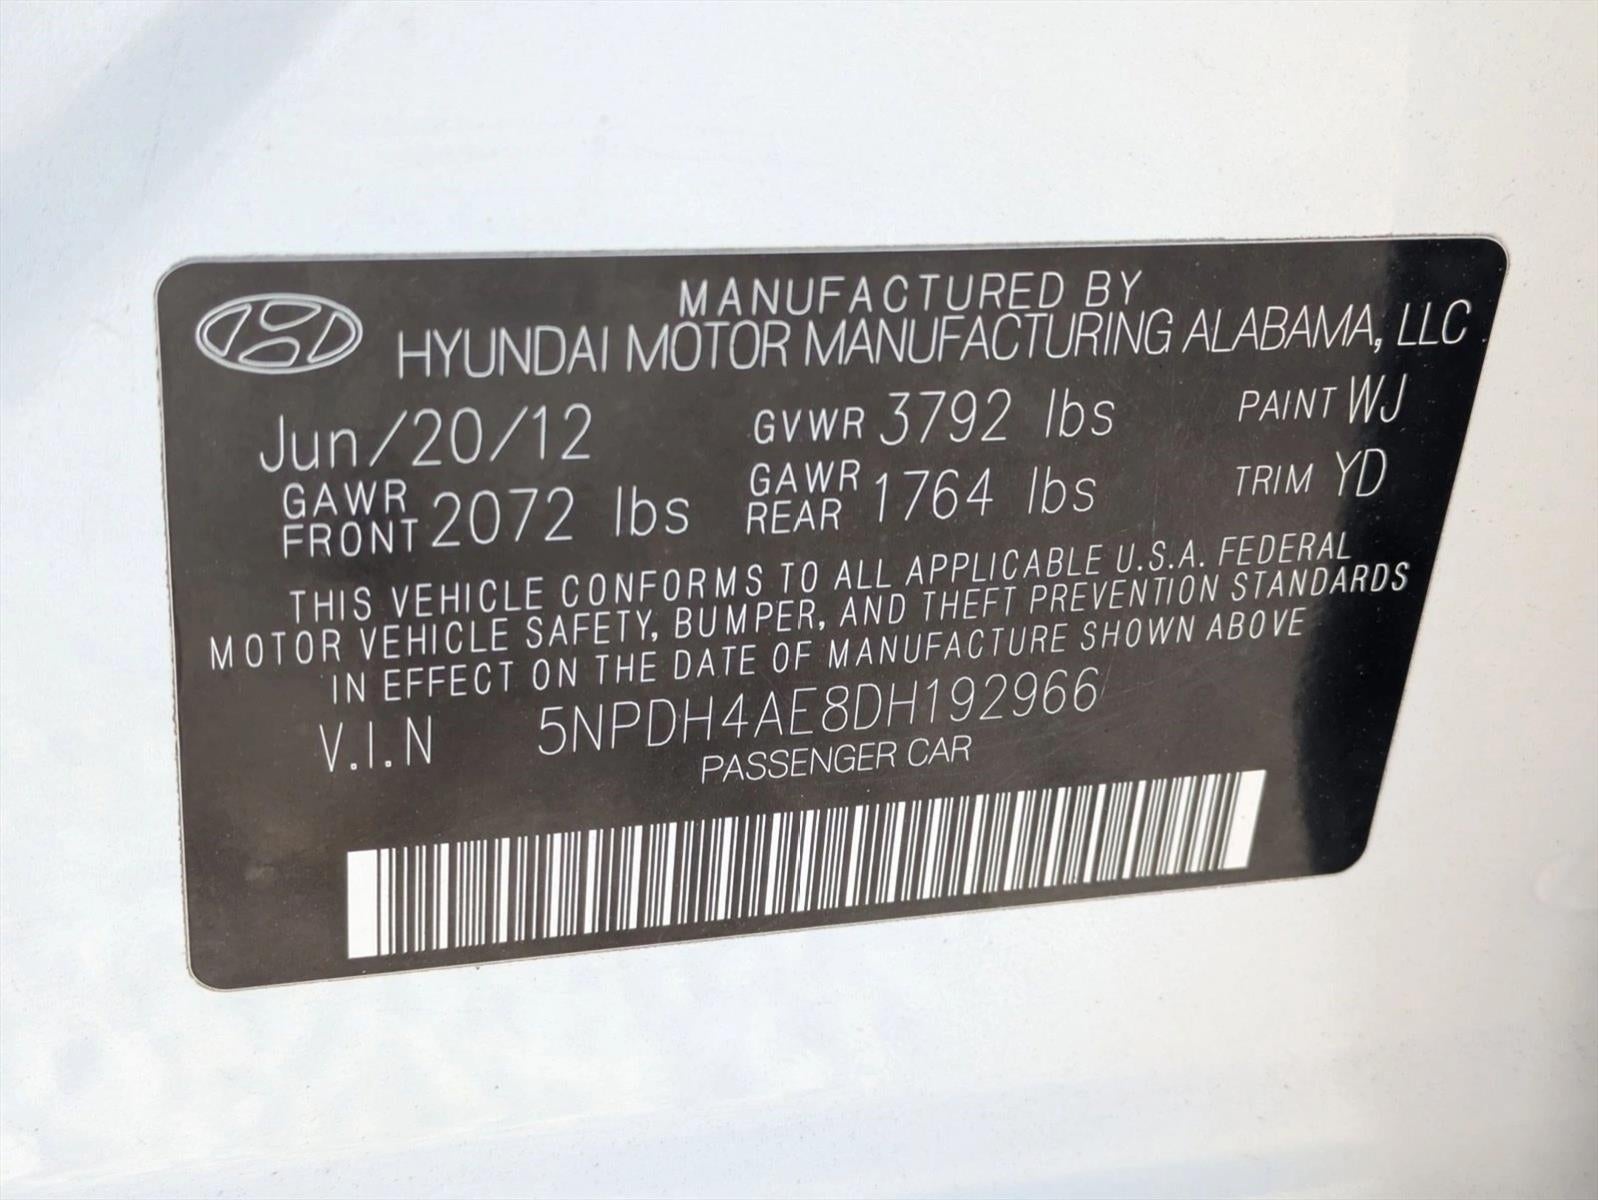 MANUFACTURED BY
HYUNDAI MOTOR MANUFACTURING ALABAMA, LLC
Jun/20/12 GVWR 3792 lbs PAINT WJ
GAWR FRONT 2072 lbs GAWR REAR 1764 lbs TRIM YD
THIS VEHICLE CONFORMS TO ALL APPLICABLE U.S.A. FEDERAL
MOTOR VEHICLE SAFETY, BUMPER, AND THEFT PREVENTION STANDARDS
IN EFFECT ON THE DATE OF MANUFACTURE SHOWN ABOVE
V.I.N 5NPDH4AE8DH192966
PASSENGER CAR